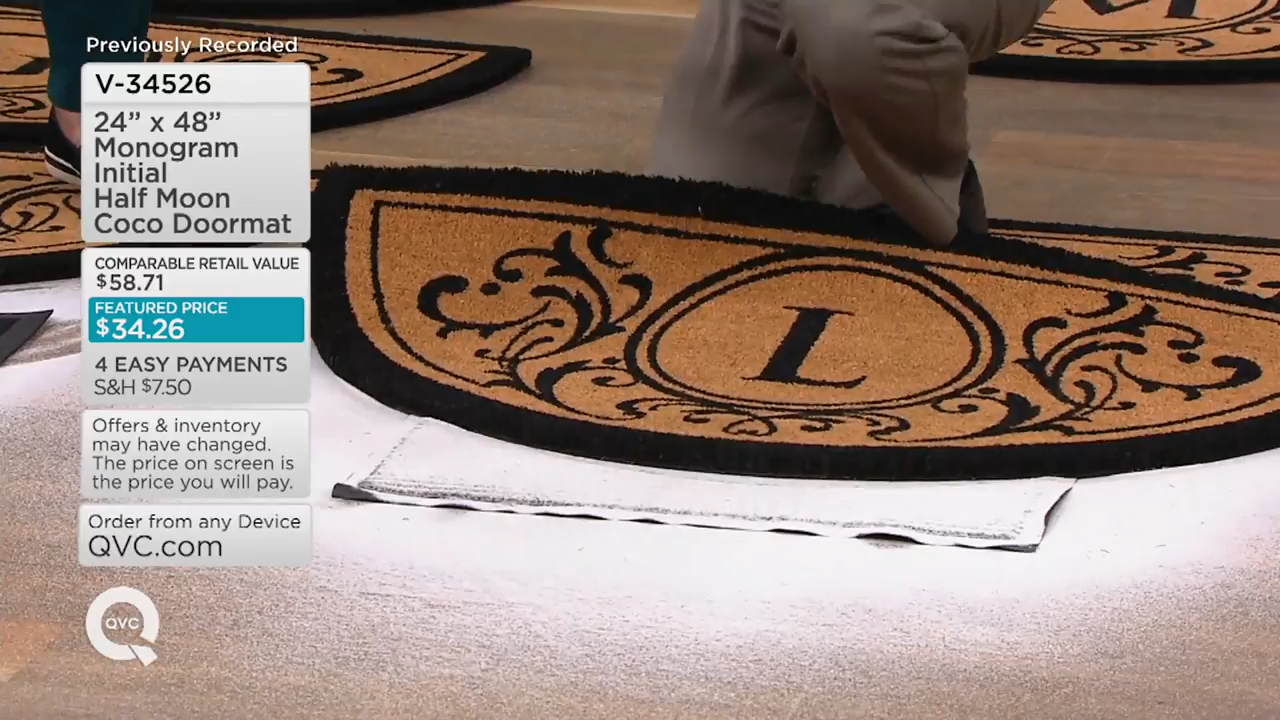 Previously Recorded
V-34526
24” x 48”
Monogram
Initial
Half Moon
Coco Doormat
COMPARABLE RETAIL VALUE
$58.71
FEATURED PRICE
$34.26
4 EASY PAYMENTS
S&H $7.50
Offers & inventory
may have changed.
The price on screen is
the price you will pay.
Order from any Device
QVC.com
QVC
L
M